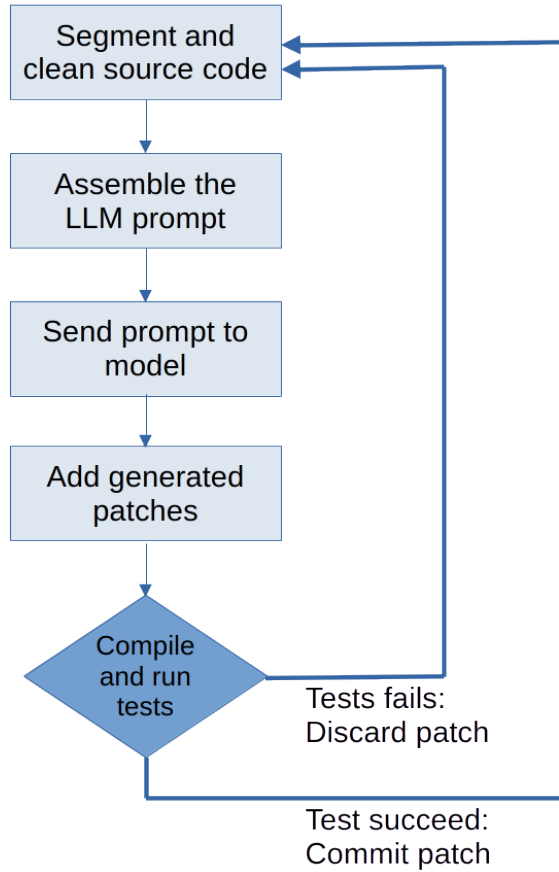 Segment and
clean source code
Assemble the
LLM prompt
Send prompt to
model
Add generated
patches
Compile
and run
tests
Tests fails:
Discard patch
Test succeed:
Commit patch